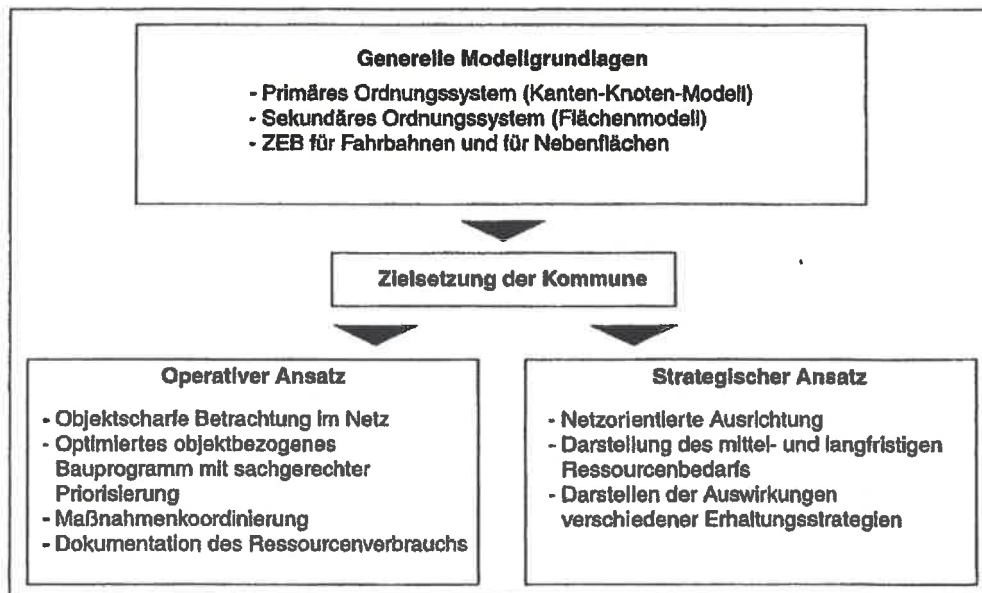 Generelle Modellgrundlagen
- Primäres Ordnungssystem (Kanten-Knoten-Modell)
- Sekundäres Ordnungssystem (Flächenmodell)
- ZEB für Fahrbahnen und für Nebenflächen
Zielsetzung der Kommune
Operativer Ansatz
- Objektscharfe Betrachtung im Netz
- Optimiertes objektbezogenes
Bauprogramm mit sachgerechter
Priorisierung
- Maßnahmenkoordinierung
- Dokumentation des Ressourcenverbrauchs
Strategischer Ansatz
- Netzorientierte Ausrichtung
- Darstellung des mittel- und langfristigen
Ressourcenbedarfs
- Darstellen der Auswirkungen
verschiedener Erhaltungsstrategien